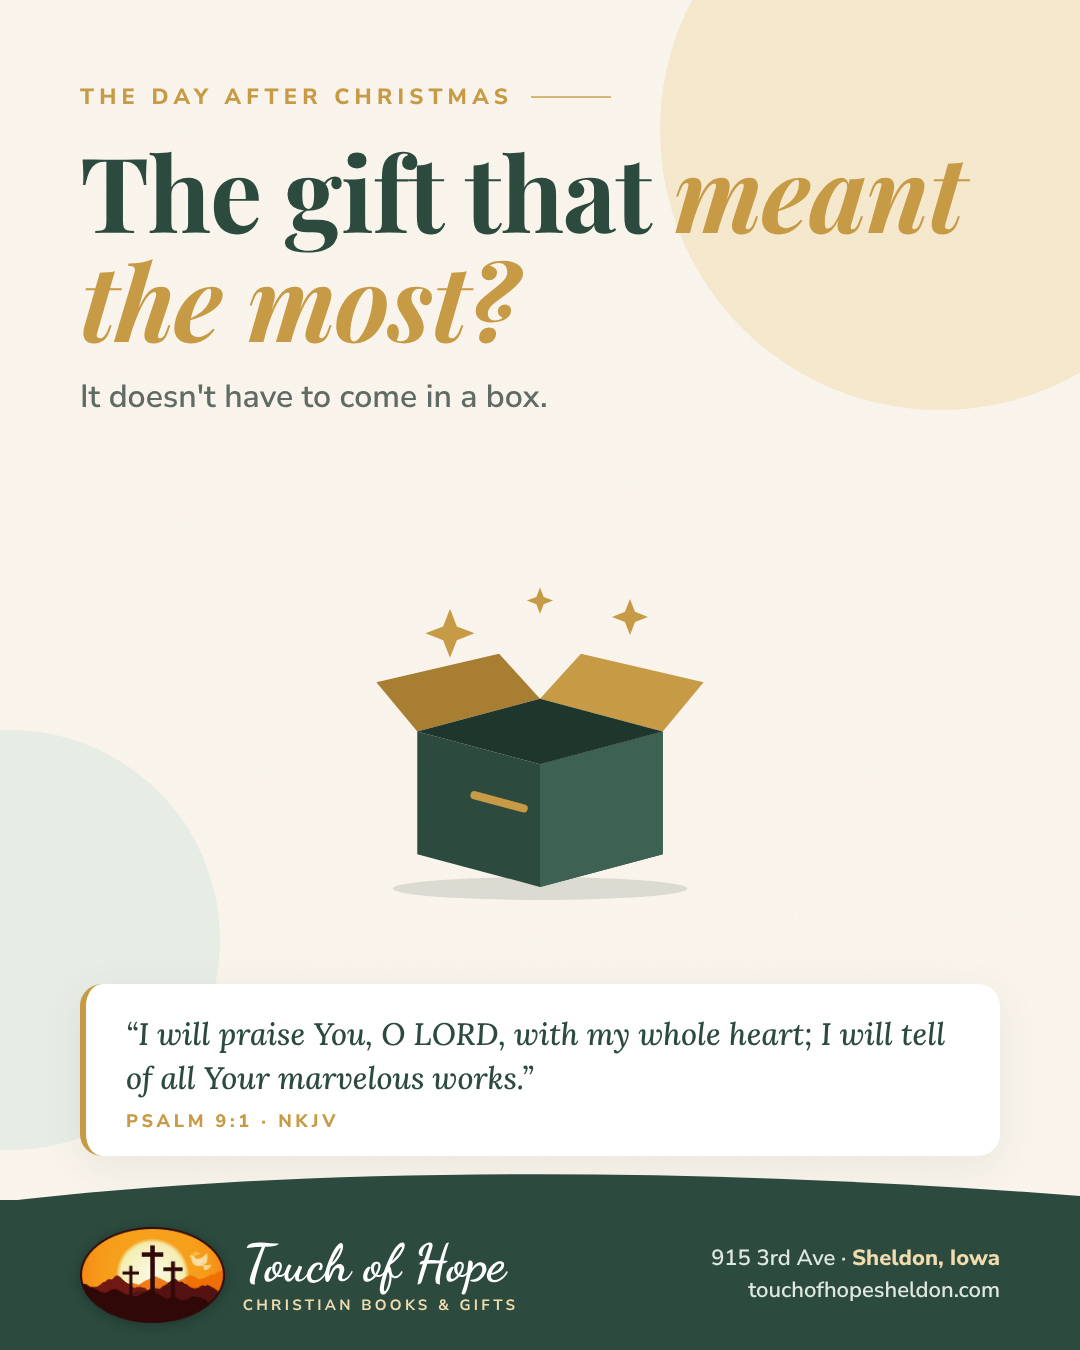 THE DAY AFTER CHRISTMAS
The gift that meant
the most?
It doesn't have to come in a box.
“I will praise You, O LORD, with my whole heart; I will tell
of all Your marvelous works.”
PSALM 9:1 · NKJV
Touch of Hope
CHRISTIAN BOOKS & GIFTS
915 3rd Ave · Sheldon, Iowa
touchofhopesheldon.com